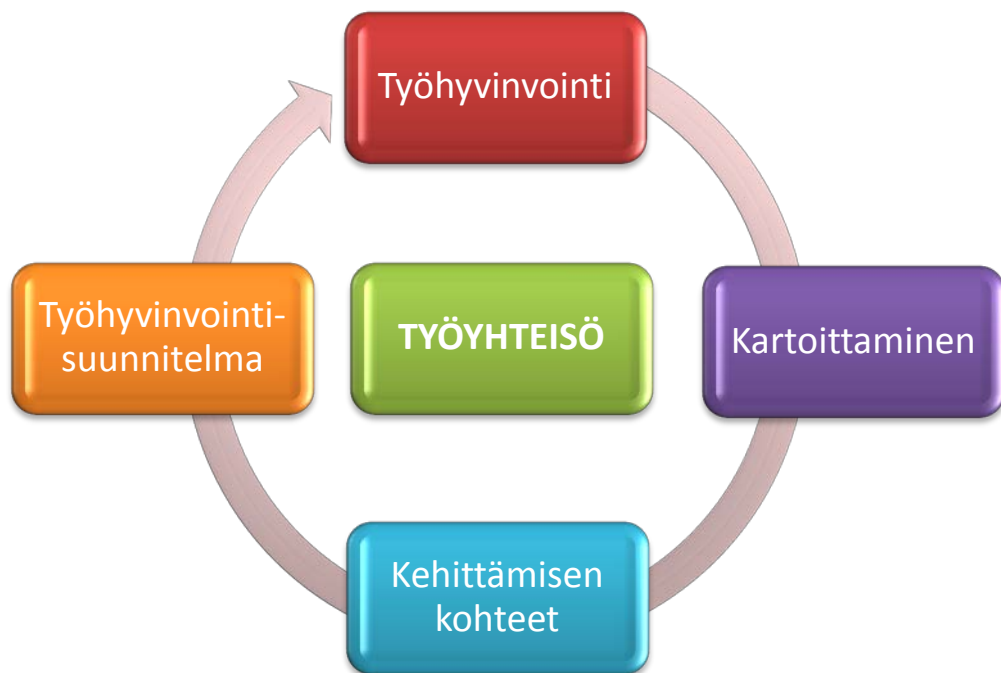 Työhyvinvointi
Työhyvinvointi-
suunnitelma
TYÖYHTEISÖ
Kartoittaminen
Kehittämisen
kohteet